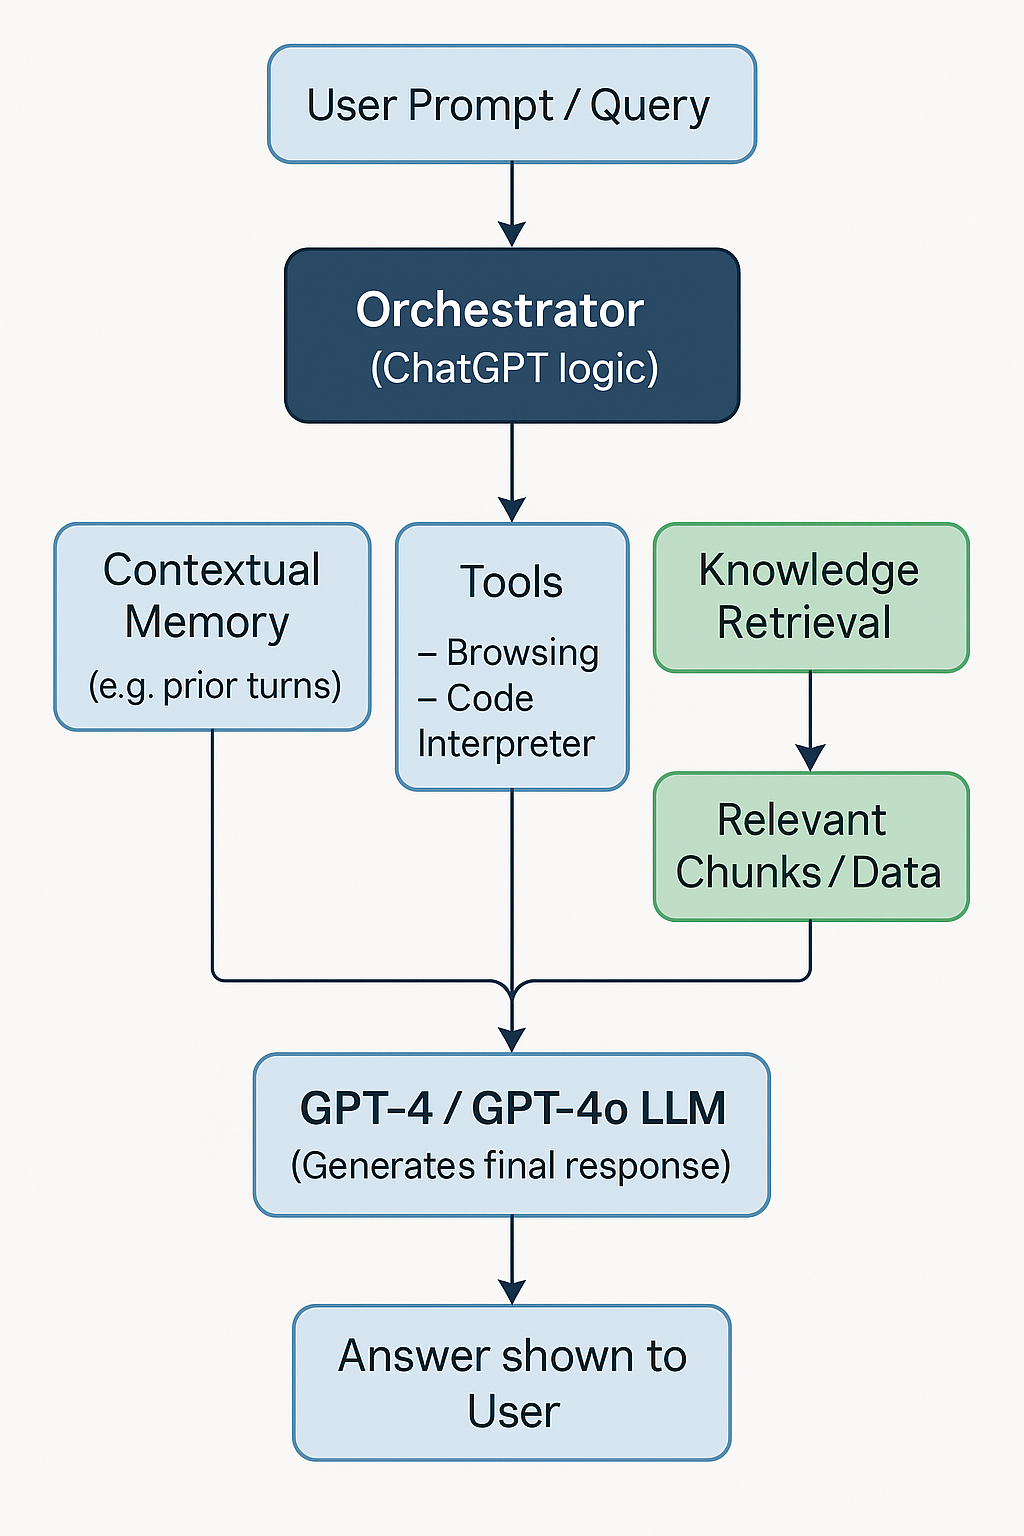 User Prompt / Query
Orchestrator
(ChatGPT logic)
Contextual
Memory
(e.g. prior turns)
Tools
– Browsing
– Code
Interpreter
Knowledge
Retrieval
Relevant
Chunks / Data
GPT-4 / GPT-4o LLM
(Generates final response)
Answer shown to
User